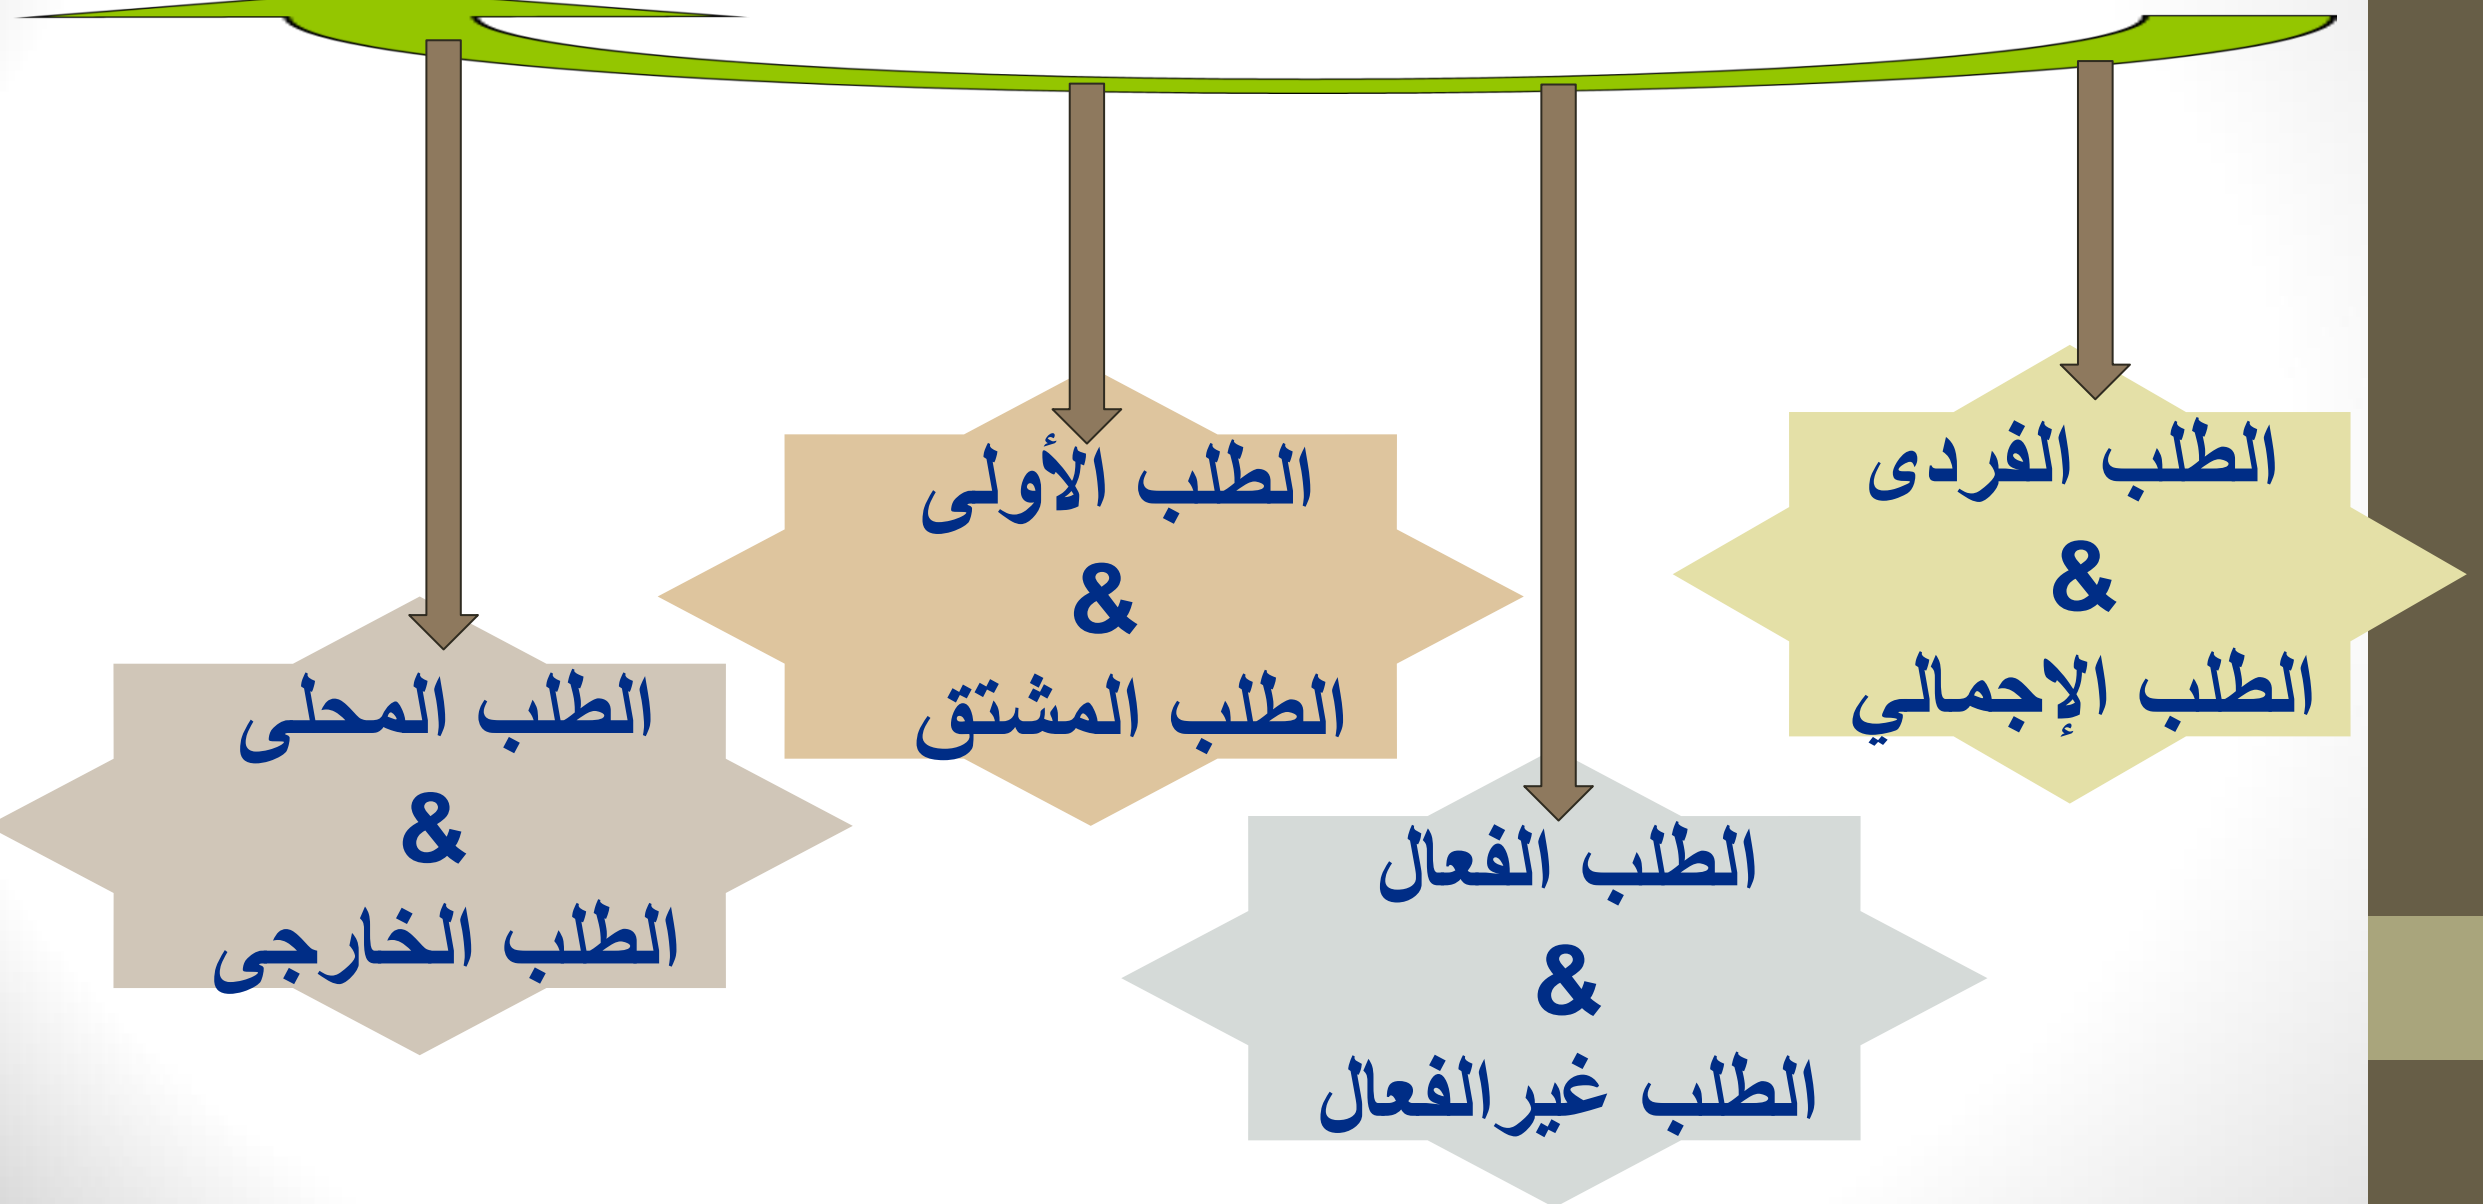 الطلب الفردى
&
الطلب الإجمالي
الطلب الفعال
&
الطلب غيرالفعال
الطلب الأولى
&
الطلب المشتق
الطلب المحلى
&
الطلب الخارجى